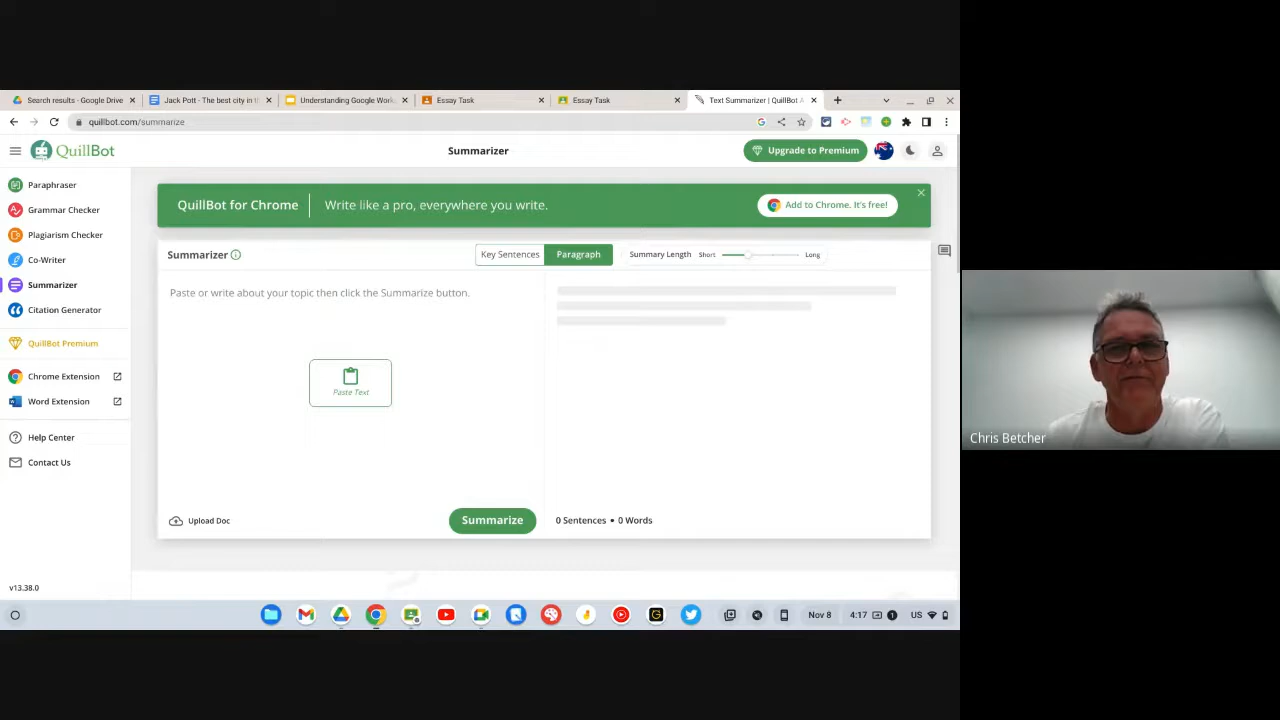 Search results - Google Drive
Jack Pott - The best city in th
Understanding Google Work
Essay Task
Essay Task
Text Summarizer | QuillBot A
quillbot.com/summarize
QuillBot
Summarizer
Upgrade to Premium
Paraphraser
Grammar Checker
Plagiarism Checker
Co-Writer
Summarizer
Citation Generator
QuillBot Premium
Chrome Extension
Word Extension
Help Center
Contact Us
v13.38.0
QuillBot for Chrome
Write like a pro, everywhere you write.
Add to Chrome. It's free!
Summarizer
Key Sentences
Paragraph
Summary Length
Short
Long
Paste or write about your topic then click the Summarize button.
Paste Text
Upload Doc
Summarize
0 Sentences • 0 Words
Chris Betcher
Nov 8
4:17
1
US